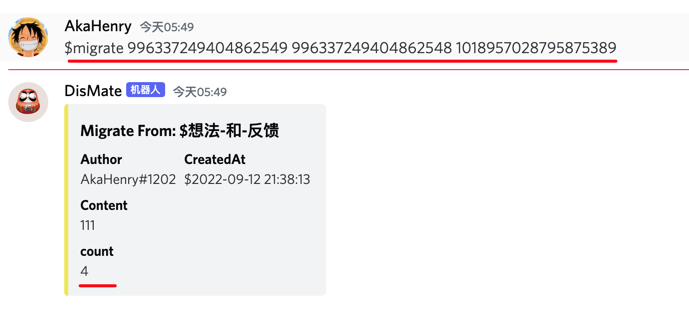 AkaHenry 今天05:49
$migrate 996337249404862549 996337249404862548 1018957028795875389
DisMate 机器人 今天05:49
Migrate From: $想法-和-反馈
Author CreatedAt
AkaHenry#1202 $2022-09-12 21:38:13
Content
111
count
4